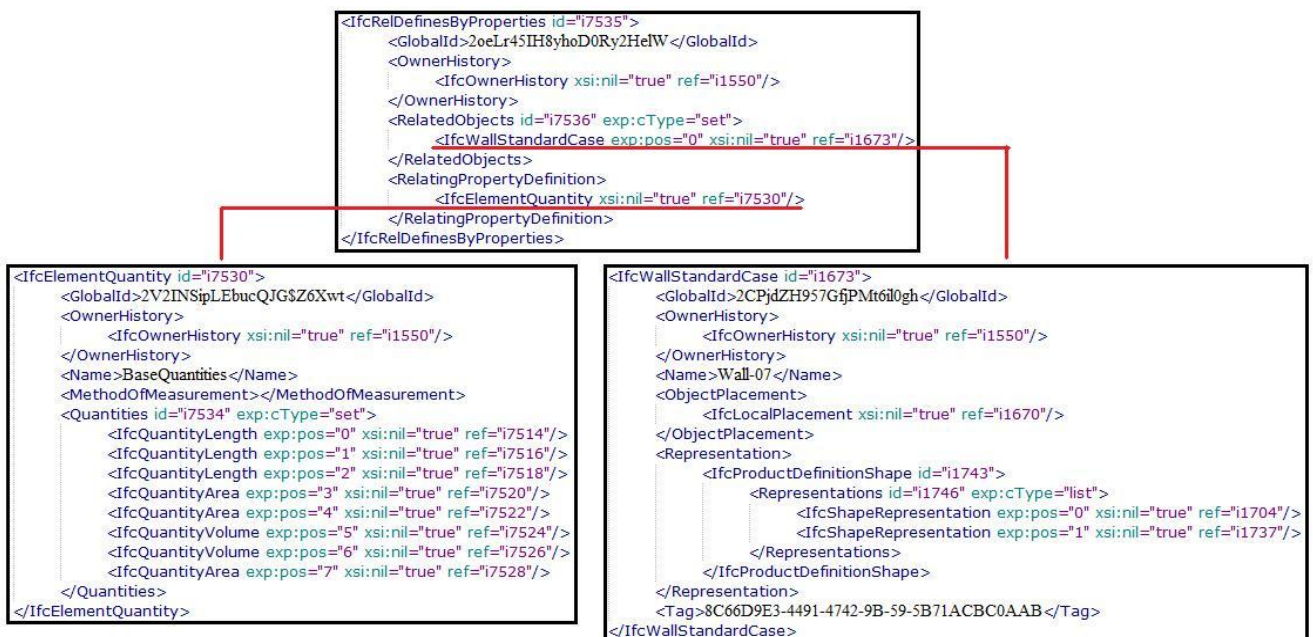 <IfcRelDefinesByProperties id="i7535">
<GlobalId>2oeLr45IH8yhoD0Ry2HelW</GlobalId>
<OwnerHistory>
<IfcOwnerHistory xsi:nil="true" ref="i1550"/>
</OwnerHistory>
<RelatedObjects id="i7536" exp:cType="set">
<IfcWallStandardCase exp:pos="0" xsi:nil="true" ref="i1673"/>
</RelatedObjects>
<RelatingPropertyDefinition>
<IfcElementQuantity xsi:nil="true" ref="i7530"/>
</RelatingPropertyDefinition>
</IfcRelDefinesByProperties>
<IfcElementQuantity id="i7530">
<GlobalId>2V2INSipLEbucQJG$Z6Xwt</GlobalId>
<OwnerHistory>
<IfcOwnerHistory xsi:nil="true" ref="i1550"/>
</OwnerHistory>
<Name>BaseQuantities</Name>
<MethodOfMeasurement></MethodOfMeasurement>
<Quantities id="i7534" exp:cType="set">
<IfcQuantityLength exp:pos="0" xsi:nil="true" ref="i7514"/>
<IfcQuantityLength exp:pos="1" xsi:nil="true" ref="i7516"/>
<IfcQuantityLength exp:pos="2" xsi:nil="true" ref="i7518"/>
<IfcQuantityArea exp:pos="3" xsi:nil="true" ref="i7520"/>
<IfcQuantityArea exp:pos="4" xsi:nil="true" ref="i7522"/>
<IfcQuantityVolume exp:pos="5" xsi:nil="true" ref="i7524"/>
<IfcQuantityVolume exp:pos="6" xsi:nil="true" ref="i7526"/>
<IfcQuantityArea exp:pos="7" xsi:nil="true" ref="i7528"/>
</Quantities>
</IfcElementQuantity>
<IfcWallStandardCase id="i1673">
<GlobalId>2CPjdZH957GfjPMt6il0gh</GlobalId>
<OwnerHistory>
<IfcOwnerHistory xsi:nil="true" ref="i1550"/>
</OwnerHistory>
<Name>Wall-07</Name>
<ObjectPlacement>
<IfcLocalPlacement xsi:nil="true" ref="i1670"/>
</ObjectPlacement>
<Representation>
<IfcProductDefinitionShape id="i1743">
<Representations id="i1746" exp:cType="list">
<IfcShapeRepresentation exp:pos="0" xsi:nil="true" ref="i1704"/>
<IfcShapeRepresentation exp:pos="1" xsi:nil="true" ref="i1737"/>
</Representations>
</IfcProductDefinitionShape>
</Representation>
<Tag>8C66D9E3-4491-4742-9B-59-5B71ACBC0AAB</Tag>
</IfcWallStandardCase>